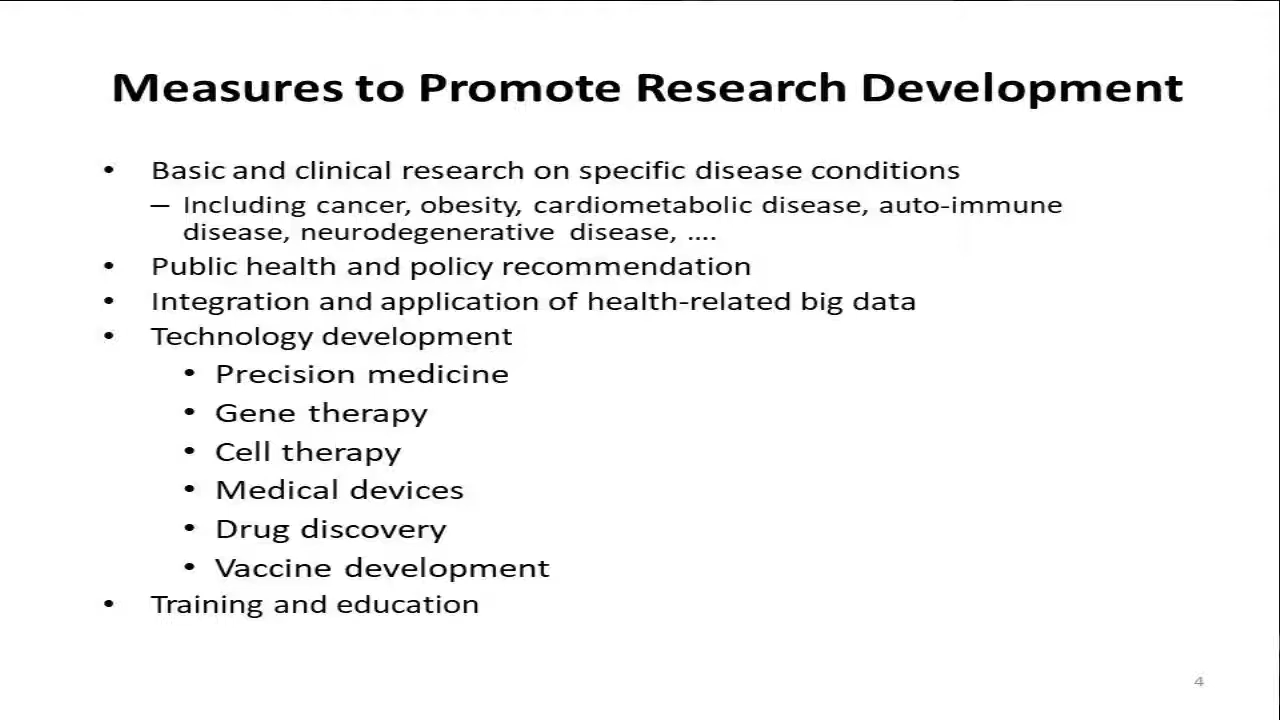 Measures to Promote Research Development
• Basic and clinical research on specific disease conditions
– Including cancer, obesity, cardiometabolic disease, auto-immune
disease, neurodegenerative disease, ....
• Public health and policy recommendation
• Integration and application of health-related big data
• Technology development
• Precision medicine
• Gene therapy
• Cell therapy
• Medical devices
• Drug discovery
• Vaccine development
• Training and education
4